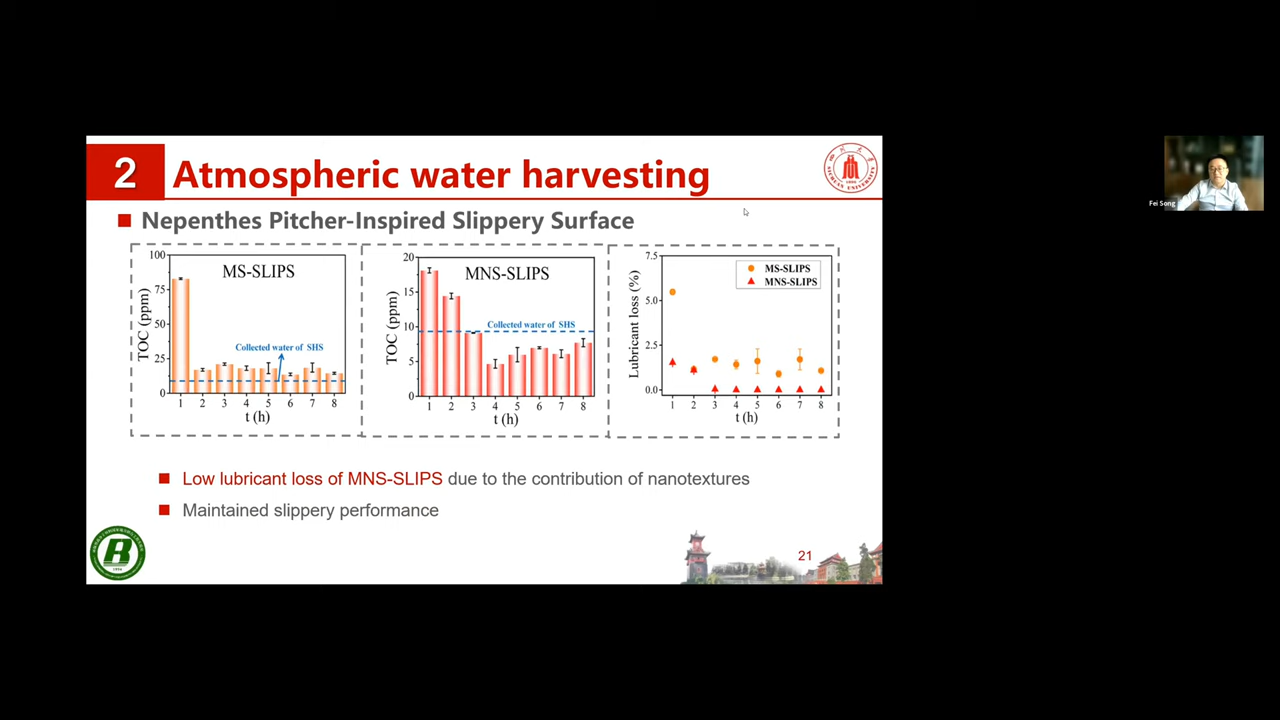 2 Atmospheric water harvesting
Nepenthes Pitcher-Inspired Slippery Surface
MS-SLIPS
TOC (ppm)
100
75
50
25
0
Collected water of SHS
1 2 3 4 5 6 7 8
t (h)
MNS-SLIPS
TOC (ppm)
20
15
10
5
0
Collected water of SHS
1 2 3 4 5 6 7 8
t (h)
Lubricant loss (%)
7.5
5.0
2.5
0.0
MS-SLIPS
MNS-SLIPS
1 2 3 4 5 6 7 8
t (h)
Low lubricant loss of MNS-SLIPS due to the contribution of nanotextures
Maintained slippery performance
21
Fei Song